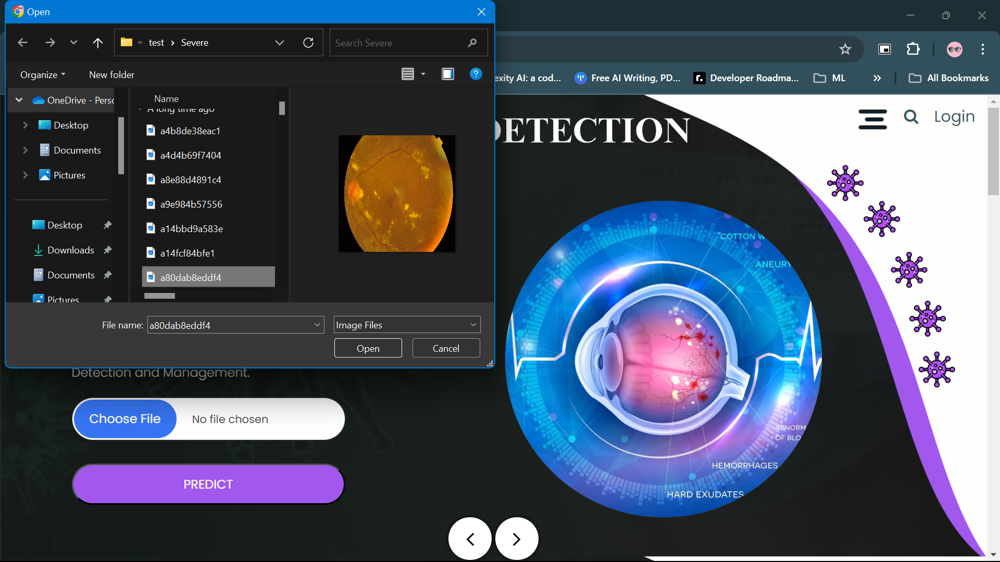 Open
test > Severe
Search Severe
Organize
New folder
exity AI: a cod...
Free AI Writing, PD...
Developer Roadma...
ML
All Bookmarks
OneDrive - Perso
Desktop
Documents
Pictures
Desktop
Downloads
Documents
Pictures
Name
A long time ago
a4b8de38eac1
a4d4b69f7404
a8e88d4891c4
a9e984b57556
a14bbd9a583e
a14fcf84bfe1
a80dab8eddf4
File name: a80dab8eddf4
Image Files
Open
Cancel
DETECTION
Login
Detection and Management.
Choose File
No file chosen
PREDICT
"COTTON W
ANEURY
ABNORM
OF BLO
HEMORRHAGES
HARD EXUDATES